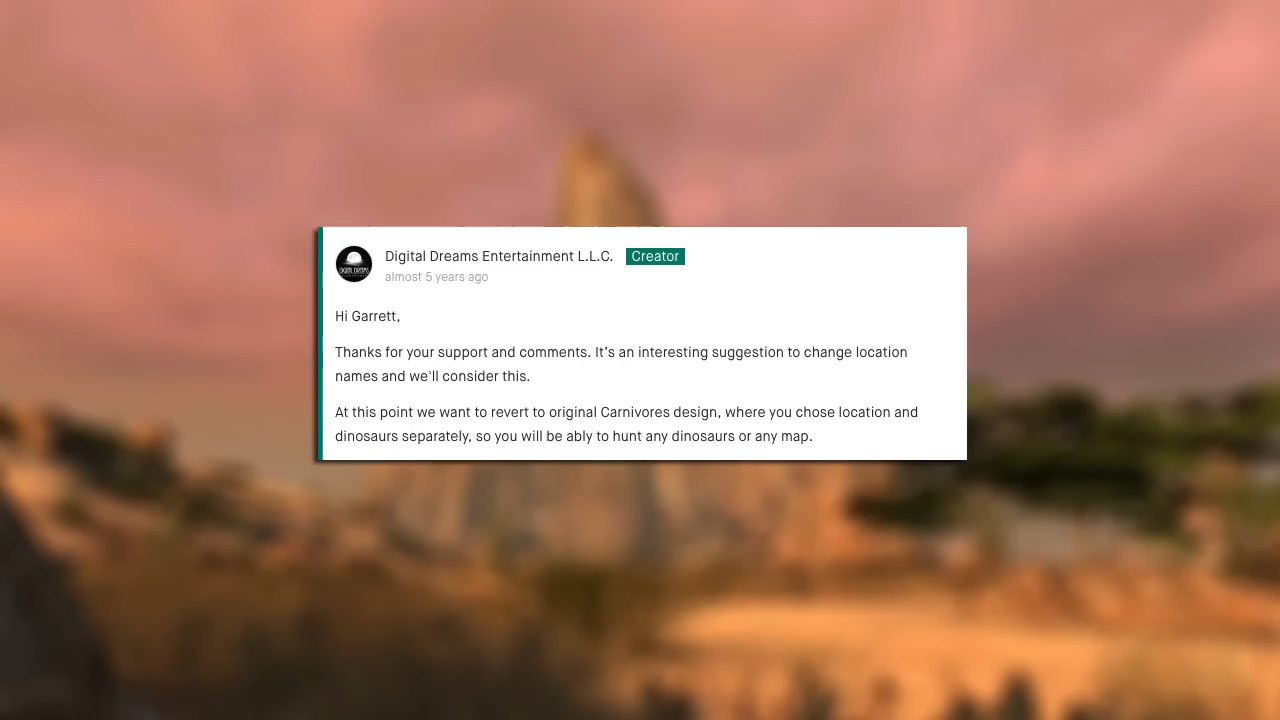 Digital Dreams Entertainment L.L.C. Creator
almost 5 years ago
Hi Garrett,
Thanks for your support and comments. It’s an interesting suggestion to change location
names and we'll consider this.
At this point we want to revert to original Carnivores design, where you chose location and
dinosaurs separately, so you will be ably to hunt any dinosaurs or any map.